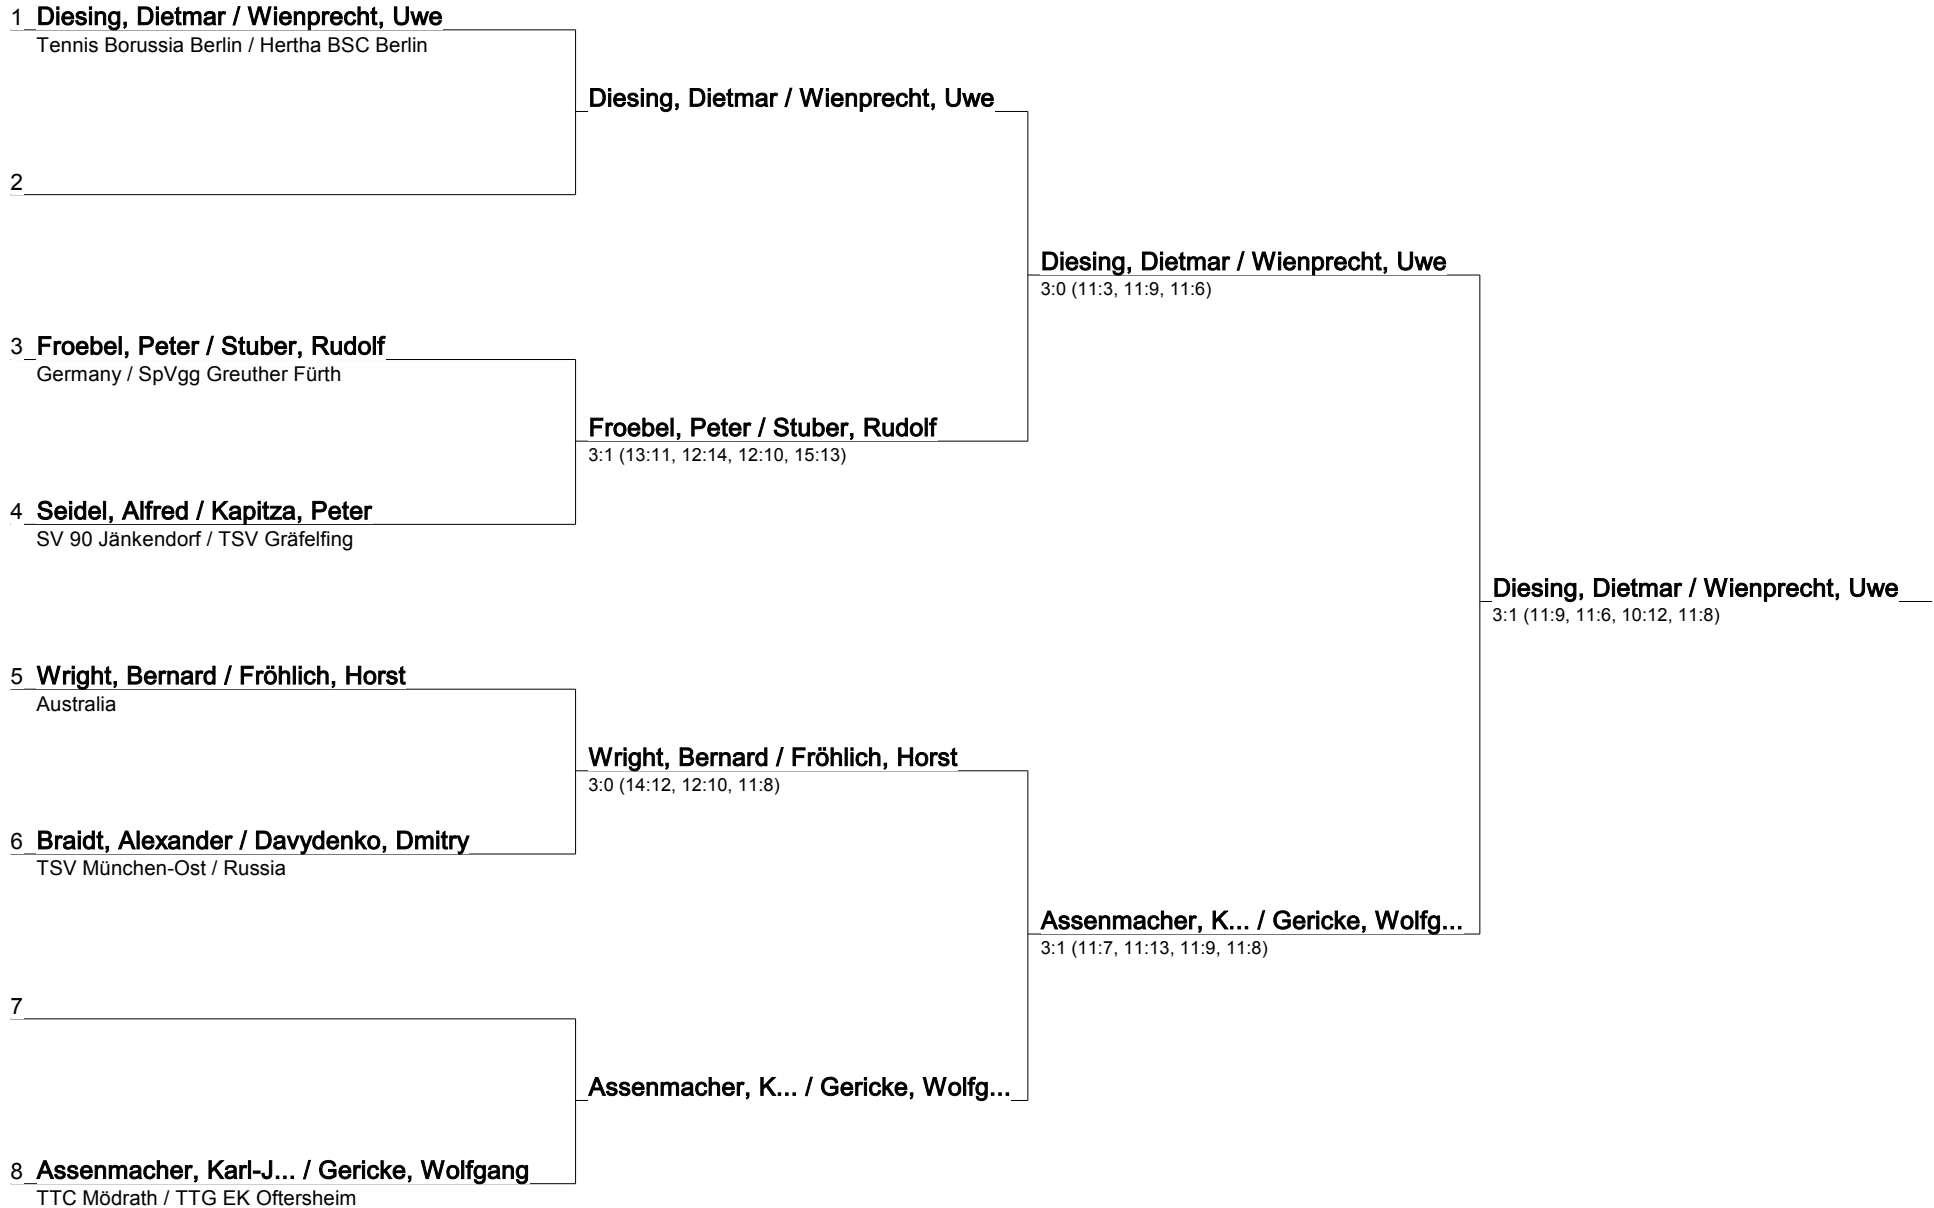 1 Diesing, Dietmar / Wienprecht, Uwe
Tennis Borussia Berlin / Hertha BSC Berlin
Diesing, Dietmar / Wienprecht, Uwe
2
Diesing, Dietmar / Wienprecht, Uwe
3:0 (11:3, 11:9, 11:6)
3 Froebel, Peter / Stuber, Rudolf
Germany / SpVgg Greuther Fürth
Froebel, Peter / Stuber, Rudolf
3:1 (13:11, 12:14, 12:10, 15:13)
4 Seidel, Alfred / Kapitza, Peter
SV 90 Jänkendorf / TSV Gräfelfing
Diesing, Dietmar / Wienprecht, Uwe
3:1 (11:9, 11:6, 10:12, 11:8)
5 Wright, Bernard / Fröhlich, Horst
Australia
Wright, Bernard / Fröhlich, Horst
3:0 (14:12, 12:10, 11:8)
6 Braidt, Alexander / Davydenko, Dmitry
TSV München-Ost / Russia
Assenmacher, K... / Gericke, Wolfg...
3:1 (11:7, 11:13, 11:9, 11:8)
7
Assenmacher, K... / Gericke, Wolfg...
8 Assenmacher, Karl-J... / Gericke, Wolfgang
TTC Mödrath / TTG EK Oftersheim